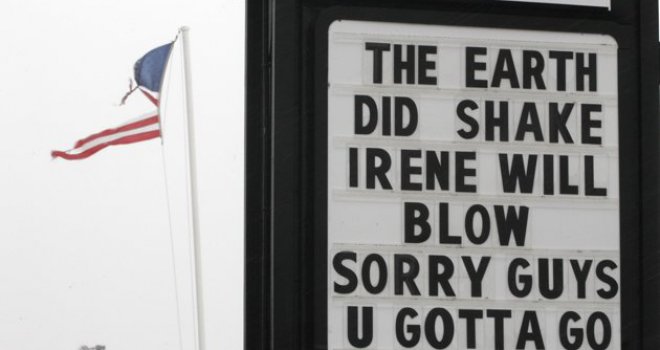 THE EARTH
DID SHAKE
IRENE WILL
BLOW
SORRY GUYS
U GOTTA GO